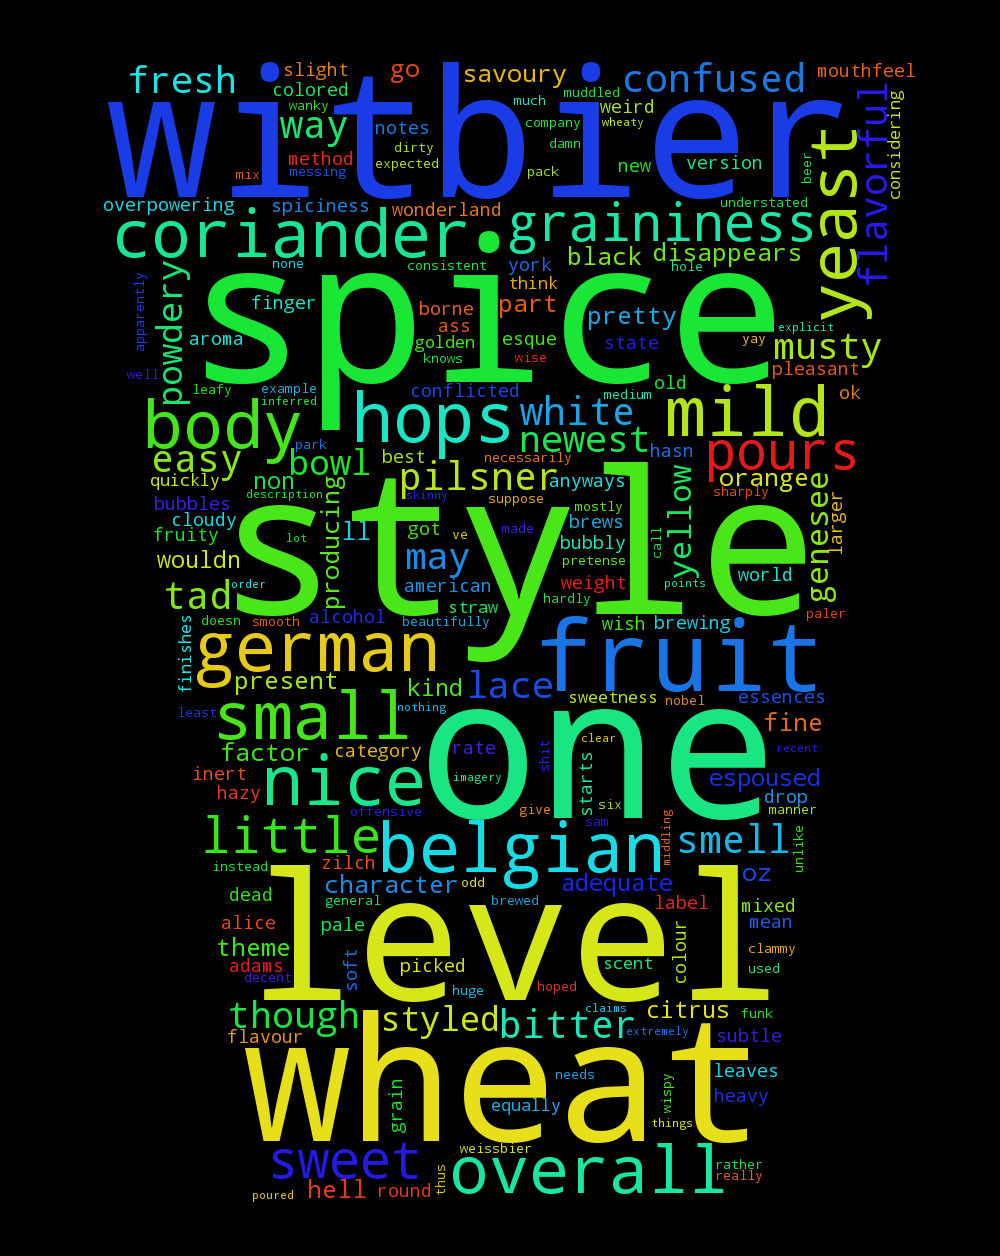 fresh slight go savoury confused mouthfeel
colored
wanky much muddled weird
witbier
way notes company wheaty
method dirty damn new version beer
mix messing expected pack
yeast flavorful considering
overpowering spiciness wonderland understated
coriander graininess
none consistent york black disappears hole
apparently powdery finger think
spice
borne part pretty explicit
aroma ass golden esque state yay musty
well knows wise pleasant
leafy example conflicted medium old ok
inferred
body hops white mild
newest pours
park best necessarily hasn
easy bowl pilsner orange
quickly non description skinny anyways sharply
bubbles producing suppose yellow genesee larger
style
cloudy ll got ve made mostly brews
fruity lot bubbly call
wouldn may pretense
order american weight points world
tad straw hardly paler
doesn smooth alcohol beautifully wish brewing
finishes german fruit
present kind lace sweetness nobel essences
least small nothing fine
one
factor category rate shit clear recent
inert nice imagery starts espoused
hazy offensive give six drop manner
little belgian sam middling smell unlike
instead zilch
dead character odd adequate oz
general brewed label mixed
alice pale mean
theme clammy
adams soft picked scent colour used
decent
level
huge hoped
though styled bitter claims citrus funk
flavour extremely subtle
wheat
needs leaves
grain equally wispy heavy
things
sweet weissbier overall rather
thus really
poured hell round